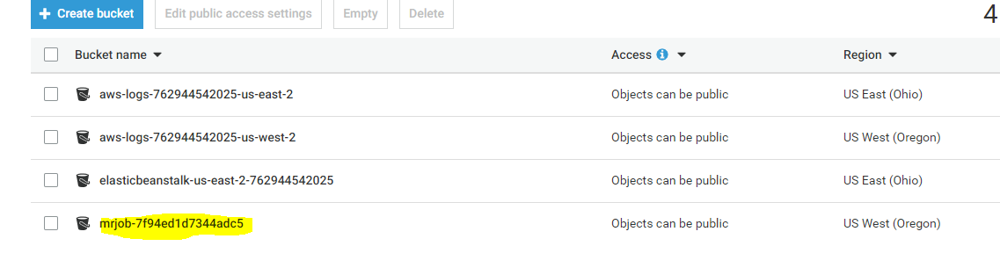 + Create bucket Edit public access settings Empty Delete 4
Bucket name Access Region
aws-logs-762944542025-us-east-2 Objects can be public US East (Ohio)
aws-logs-762944542025-us-west-2 Objects can be public US West (Oregon)
elasticbeanstalk-us-east-2-762944542025 Objects can be public US East (Ohio)
mrjob-7f94ed1d7344adc5 Objects can be public US West (Oregon)